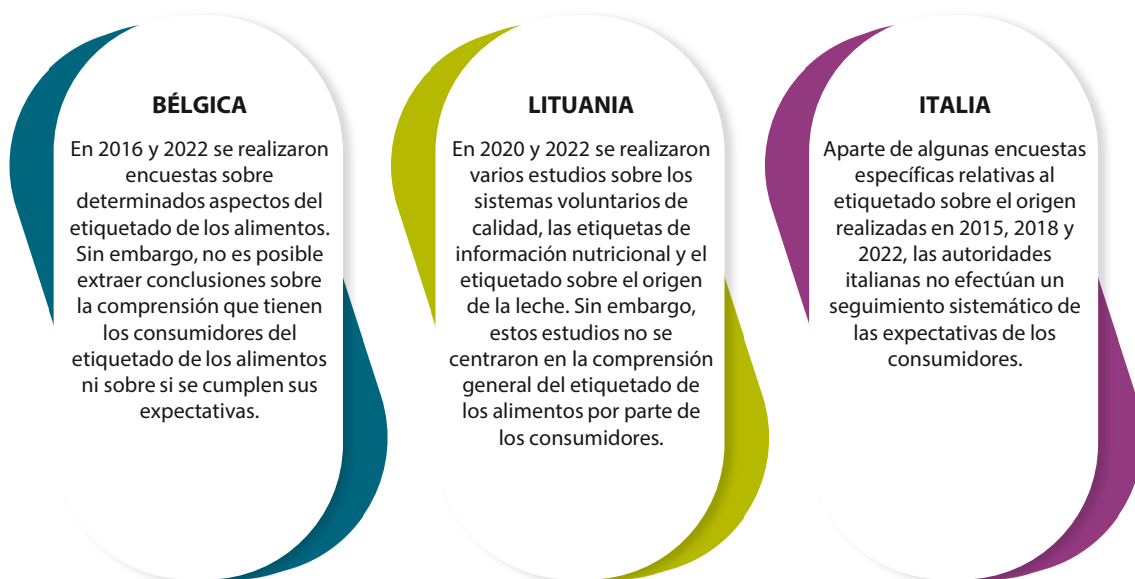 BÉLGICA
En 2016 y 2022 se realizaron
encuestas sobre
determinados aspectos del
etiquetado de los alimentos.
Sin embargo, no es posible
extraer conclusiones sobre
la comprensión que tienen
los consumidores del
etiquetado de los alimentos
ni sobre si se cumplen sus
expectativas.
LITUANIA
En 2020 y 2022 se realizaron
varios estudios sobre los
sistemas voluntarios de
calidad, las etiquetas de
información nutricional y el
etiquetado sobre el origen
de la leche. Sin embargo,
estos estudios no se
centraron en la comprensión
general del etiquetado de
los alimentos por parte de
los consumidores.
ITALIA
Aparte de algunas encuestas
específicas relativas al
etiquetado sobre el origen
realizadas en 2015, 2018 y
2022, las autoridades
italianas no efectúan un
seguimiento sistemático de
las expectativas de los
consumidores.